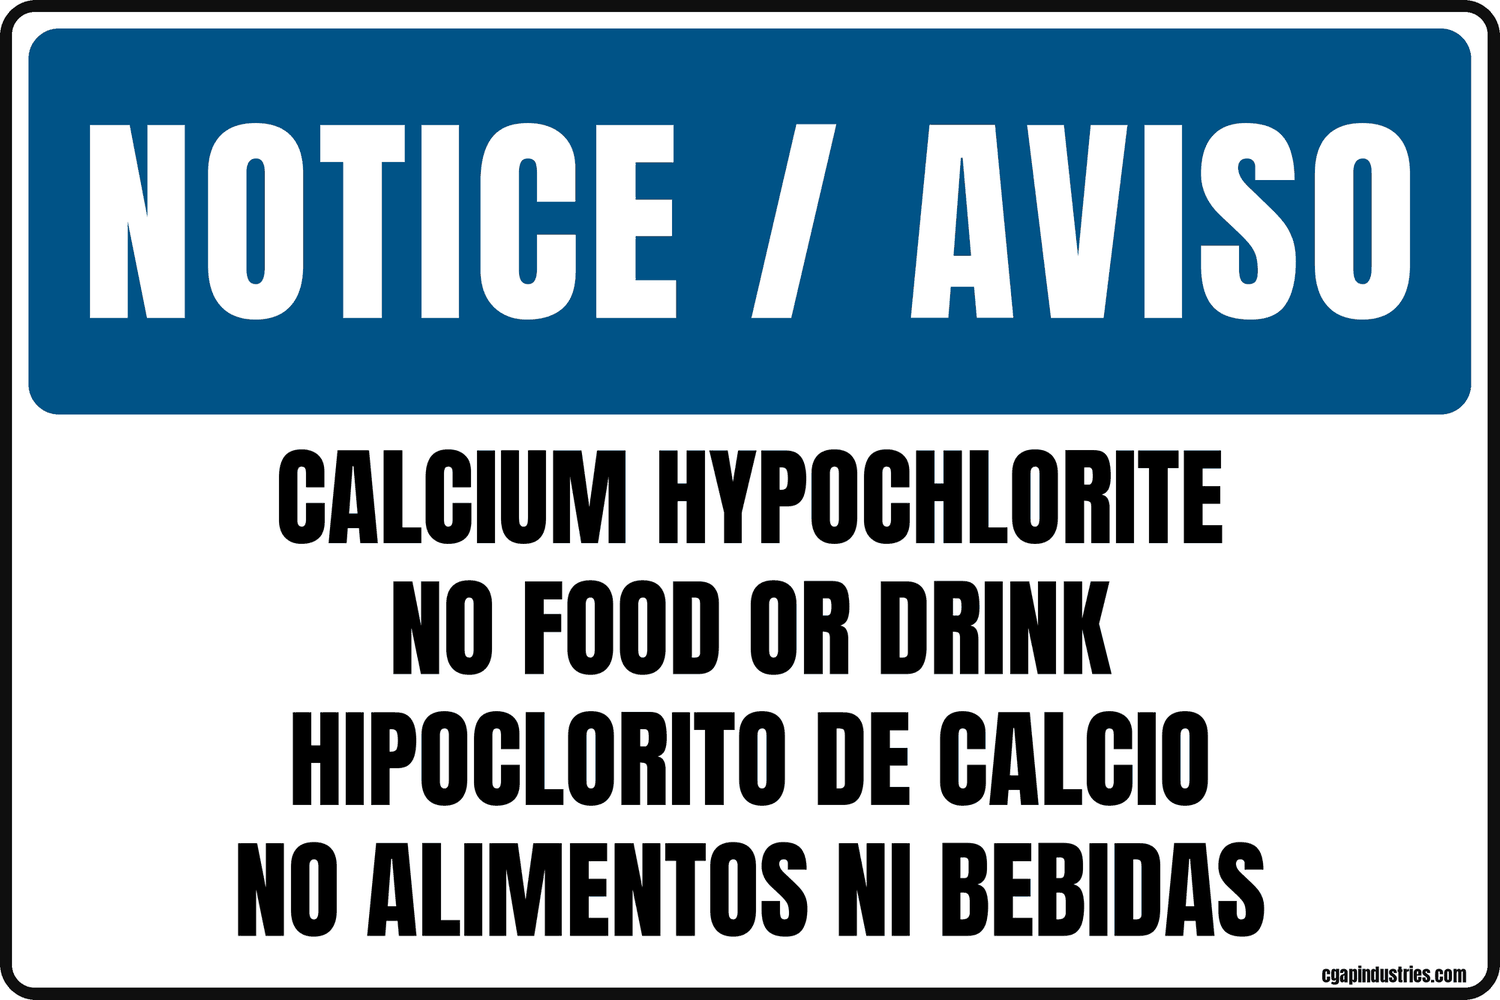 NOTICE / AVISO
CALCIUM HYPOCHLORITE
NO FOOD OR DRINK
HIPOCLORITO DE CALCIO
NO ALIMENTOS NI BEBIDAS
cgapindustries.com